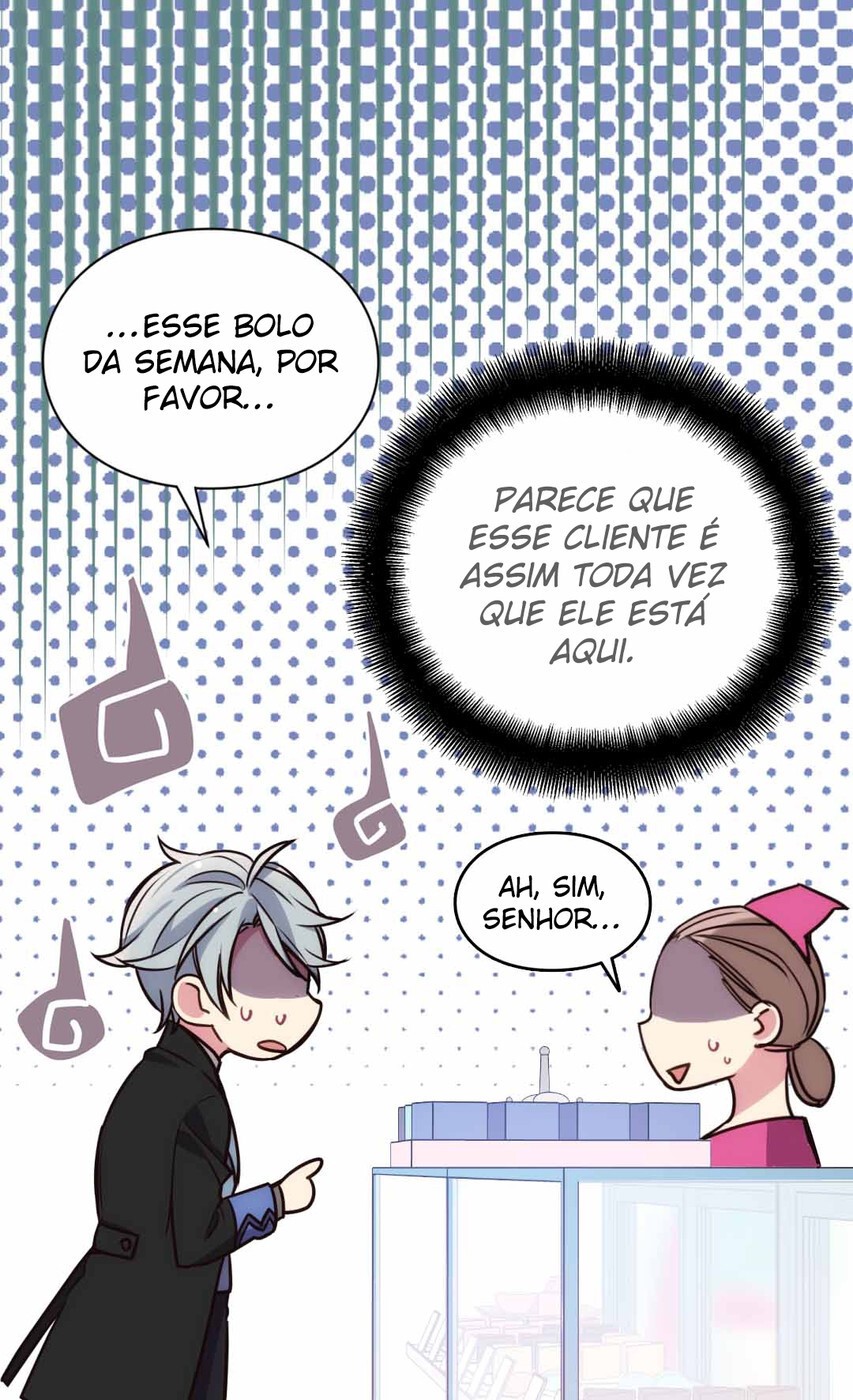 ...ESSE BOLO
DA SEMANA, POR
FAVOR...
PARECE QUE
ESSE CLIENTE É
ASSIM TODA VEZ
QUE ELE ESTÁ
AQUI.
AH, SIM,
SENHOR...